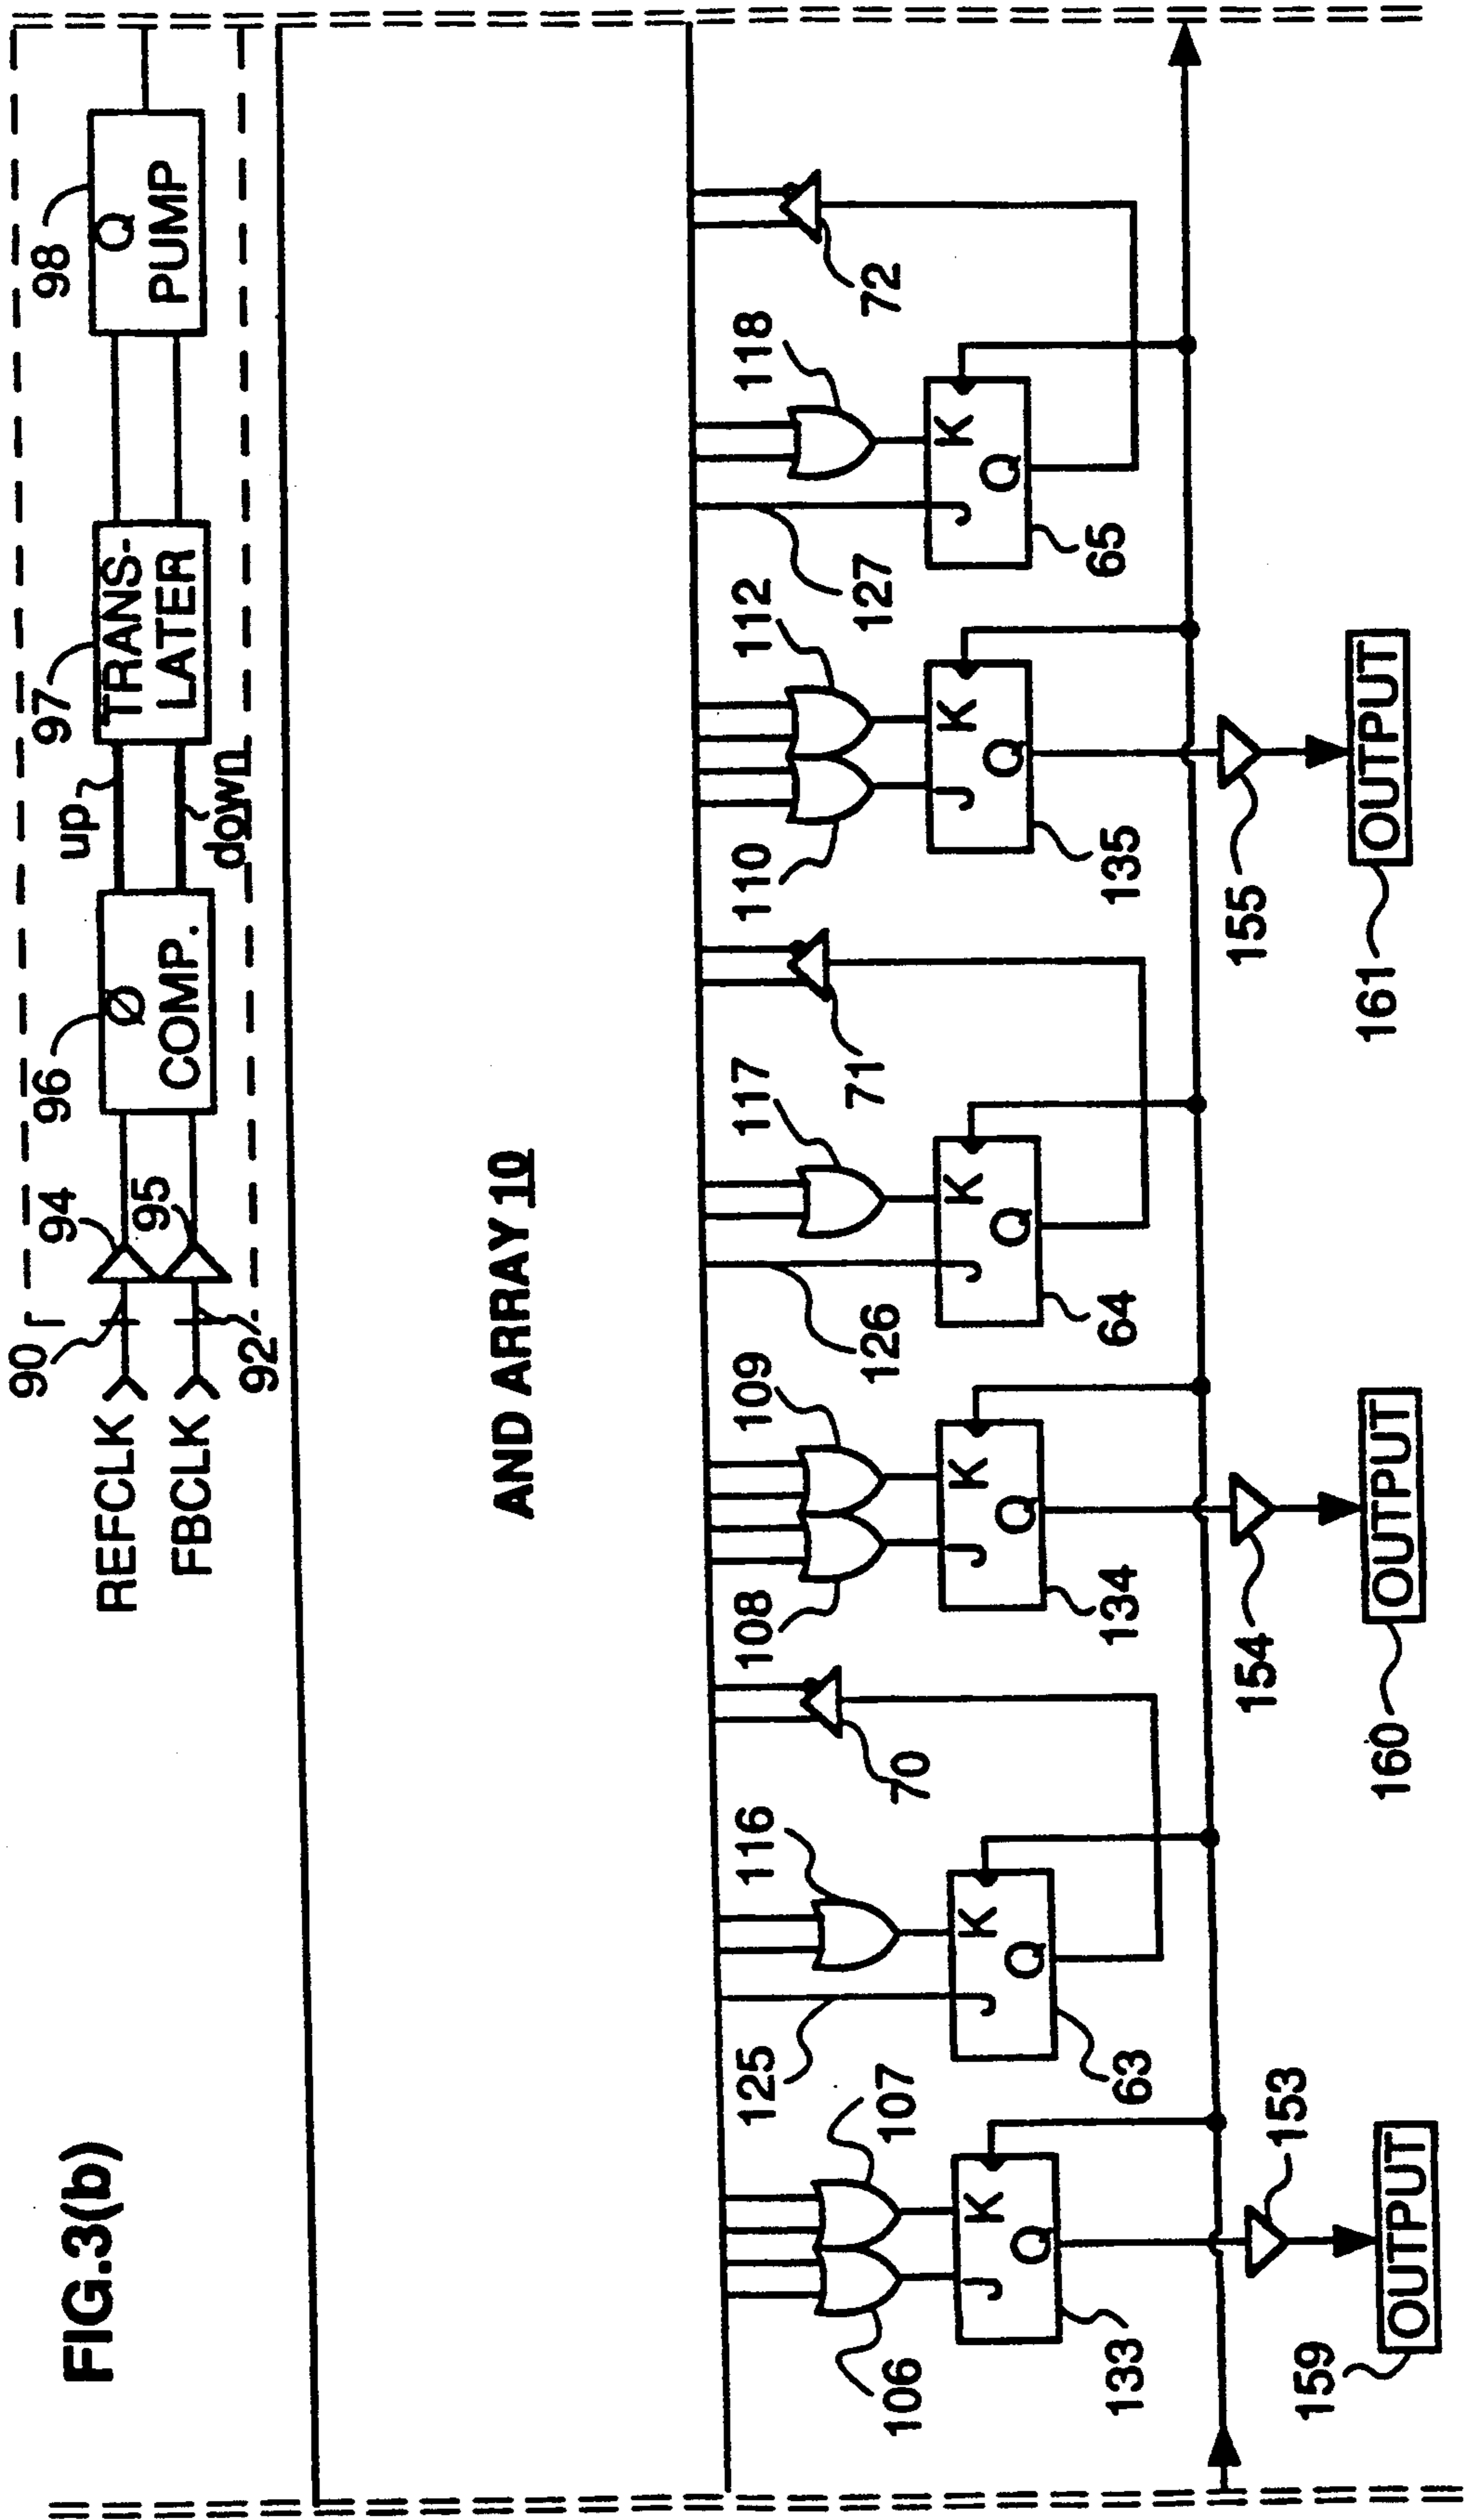 FIG.3(b)
90
94
96
97
98
REFCLK
FBCLK
92
95
Ø
COMP.
up
down
TRANS-
LATER
Q
PUMP
AND ARRAY 10
106
107
125
116
70
108
109
126
117
71
110
112
127
118
72
J
K
Q
J
K
Q
J
K
Q
J
K
Q
J
K
Q
J
K
Q
133
63
134
64
135
65
153
154
155
159
OUTPUT
160
OUTPUT
161
OUTPUT